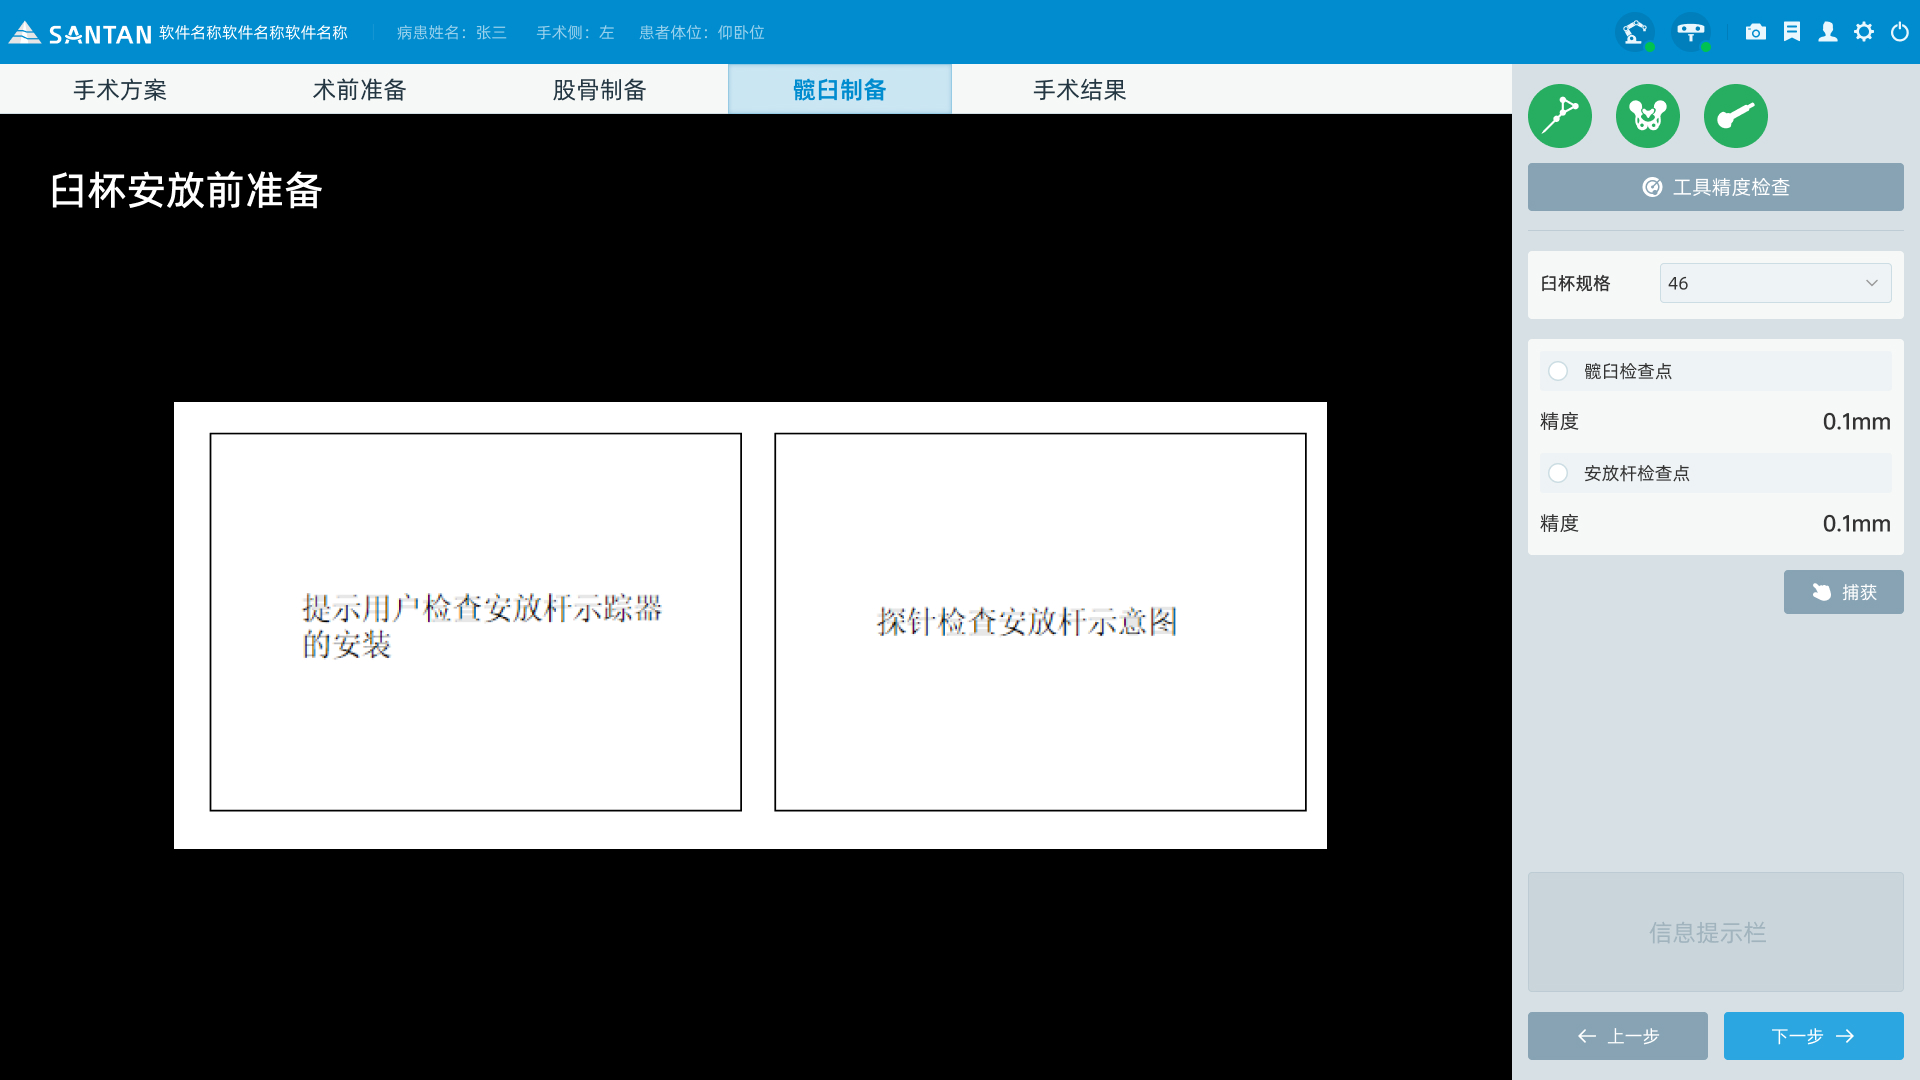 SANTAN 软件名称软件名称软件名称 病患姓名：张三 手术侧：左 患者体位：仰卧位
手术方案 术前准备 股骨制备 髋臼制备 手术结果
臼杯安放前准备
提示用户检查安放杆示踪器
的安装
探针检查安放杆示意图
工具精度检查
臼杯规格 46
髋臼检查点
精度 0.1mm
安放杆检查点
精度 0.1mm
捕获
信息提示栏
上一步 下一步